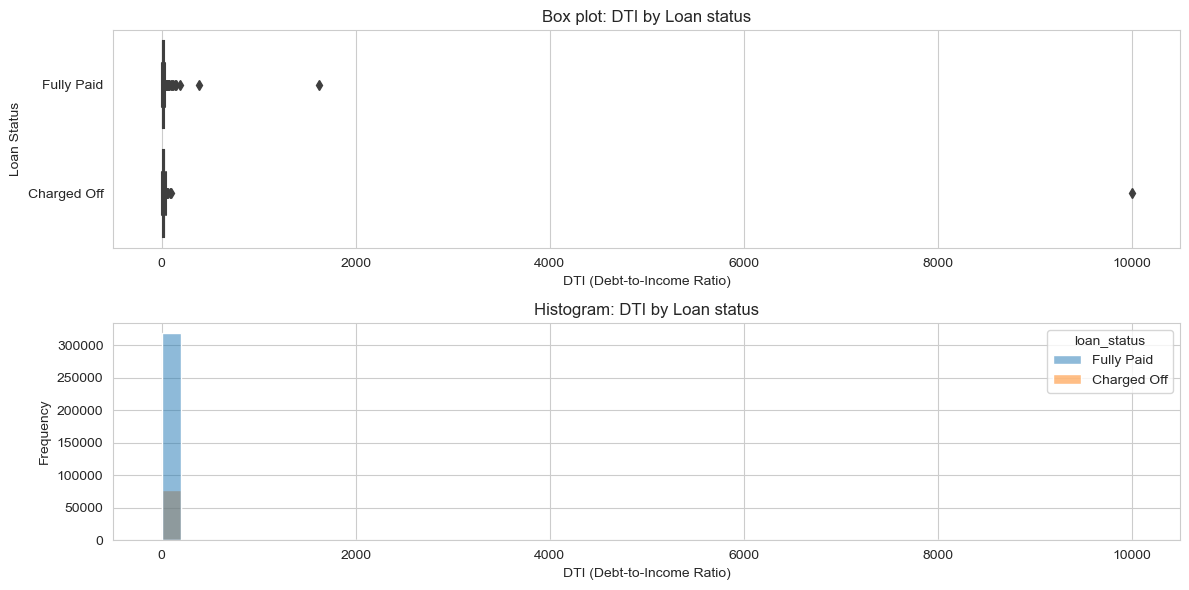 Box plot: DTI by Loan status
Loan Status
Fully Paid
Charged Off
0 2000 4000 6000 8000 10000
DTI (Debt-to-Income Ratio)
Histogram: DTI by Loan status
Frequency
300000
250000
200000
150000
100000
50000
0
loan_status
Fully Paid
Charged Off
0 2000 4000 6000 8000 10000
DTI (Debt-to-Income Ratio)